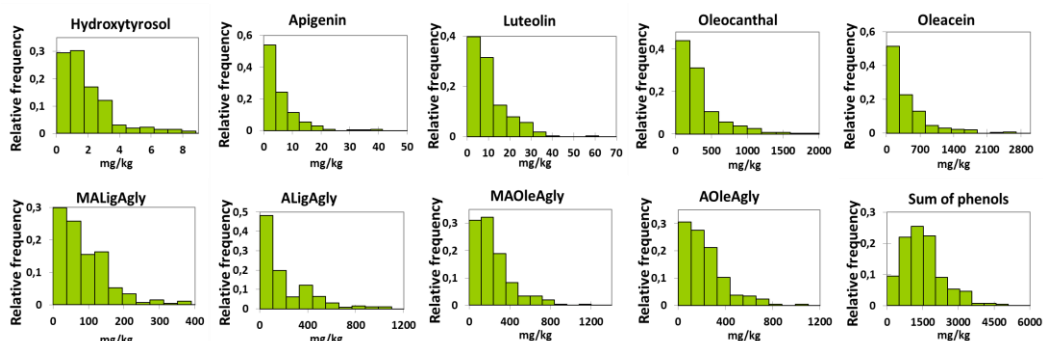 Hydroxytyrosol
Relative frequency
0,3
0,2
0,1
0
0 2 4 6 8
mg/kg
Apigenin
Relative frequency
0,6
0,4
0,2
0
0 10 20 30 40 50
mg/kg
Luteolin
Relative frequency
0,4
0,2
0
0 10 20 30 40 50 60 70
mg/kg
Oleocanthal
Relative frequency
0,4
0,2
0
0 500 1000 1600 2000
mg/kg
Oleacein
Relative frequency
0,6
0,4
0,2
0
0 700 1400 2100 2800
mg/kg
MALigAgly
Relative frequency
0,3
0,2
0,1
0
0 100 200 300 400
mg/kg
ALigAgly
Relative frequency
0,5
0,4
0,3
0,2
0,1
0
0 400 800 1200
mg/kg
MAOleAgly
Relative frequency
0,3
0,2
0,1
0
0 400 800 1200
mg/kg
AOleAgly
Relative frequency
0,3
0,2
0,1
0
0 400 800 1200
mg/kg
Sum of phenols
Relative frequency
0,3
0,2
0,1
0
0 1500 3000 4500 6000
mg/kg